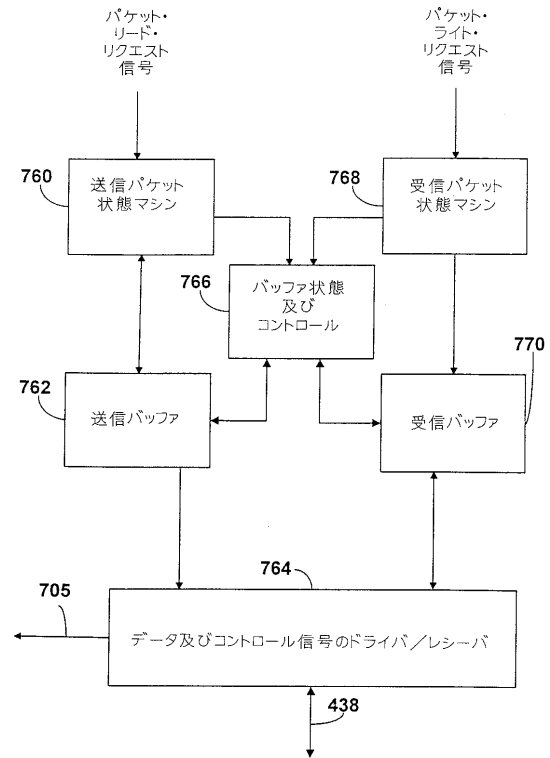 パケット・
リード・
リクエスト
信号
パケット・
ライト・
リクエスト
信号
760
送信パケット
状態マシン
768
受信パケット
状態マシン
766
バッファ状態
及び
コントロール
762
送信バッファ
770
受信バッファ
764
705
データ及びコントロール信号のドライバ／レシーバ
438